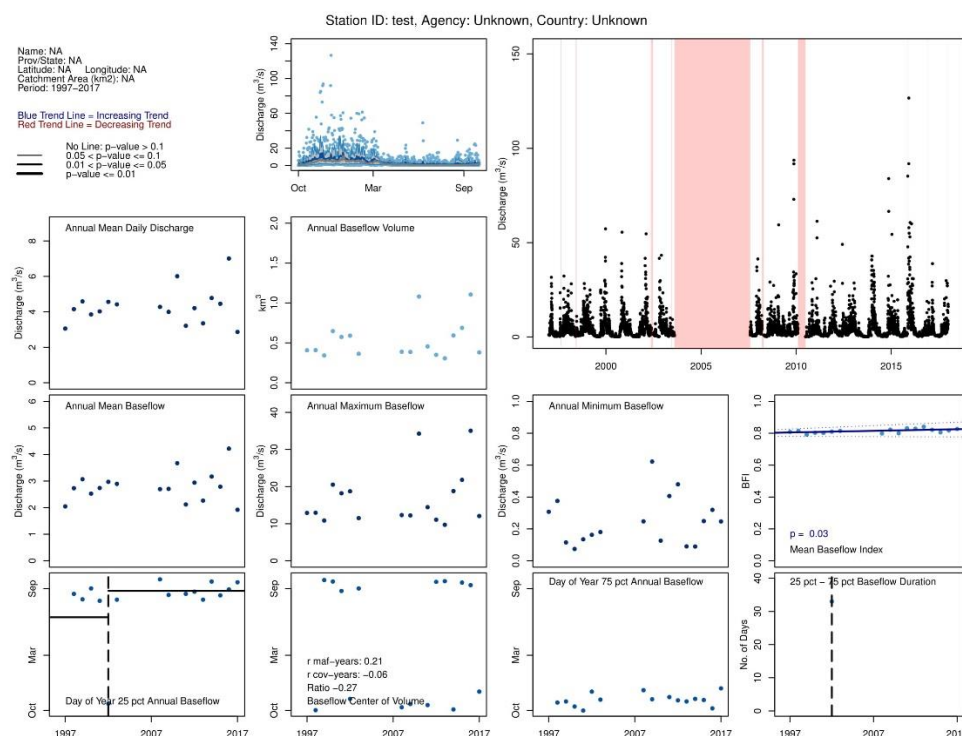 Station ID: test, Agency: Unknown, Country: Unknown
Name: NA
Prov/State: NA
Latitude: NA Longitude: NA
Catchment Area (km2): NA
Period: 1997−2017
Blue Trend Line = Increasing Trend
Red Trend Line = Decreasing Trend
No Line: p-value > 0.1
0.05 < p-value <= 0.1
0.01 < p-value <= 0.05
p-value <= 0.01
Discharge (m³/s)
0 20 60 100 140
Oct Mar Sep
Discharge (m³/s)
0 50 100 150
2000 2005 2010 2015
Annual Mean Daily Discharge
Discharge (m³/s)
0 2 4 6 8
Annual Baseflow Volume
km³
0.0 0.5 1.0 1.5 2.0
Annual Mean Baseflow
Discharge (m³/s)
0 1 2 3 4 5 6
Annual Maximum Baseflow
Discharge (m³/s)
0 10 20 30 40
Annual Minimum Baseflow
Discharge (m³/s)
0.0 0.2 0.4 0.6 0.8 1.0
BFI
0.0 0.2 0.4 0.6 0.8 1.0
p = 0.03
Mean Baseflow Index
Oct Mar Sep
Day of Year 25 pct Annual Baseflow
1997 2007 2017
Oct Mar Sep
r maf−years: 0.21
r cov−years: −0.06
Ratio −0.27
Baseflow Center of Volume
1997 2007 2017
Day of Year 75 pct Annual Baseflow
Oct Mar Sep
1997 2007 2017
25 pct − 75 pct Baseflow Duration
No. of Days
0 10 20 30 40
1997 2007